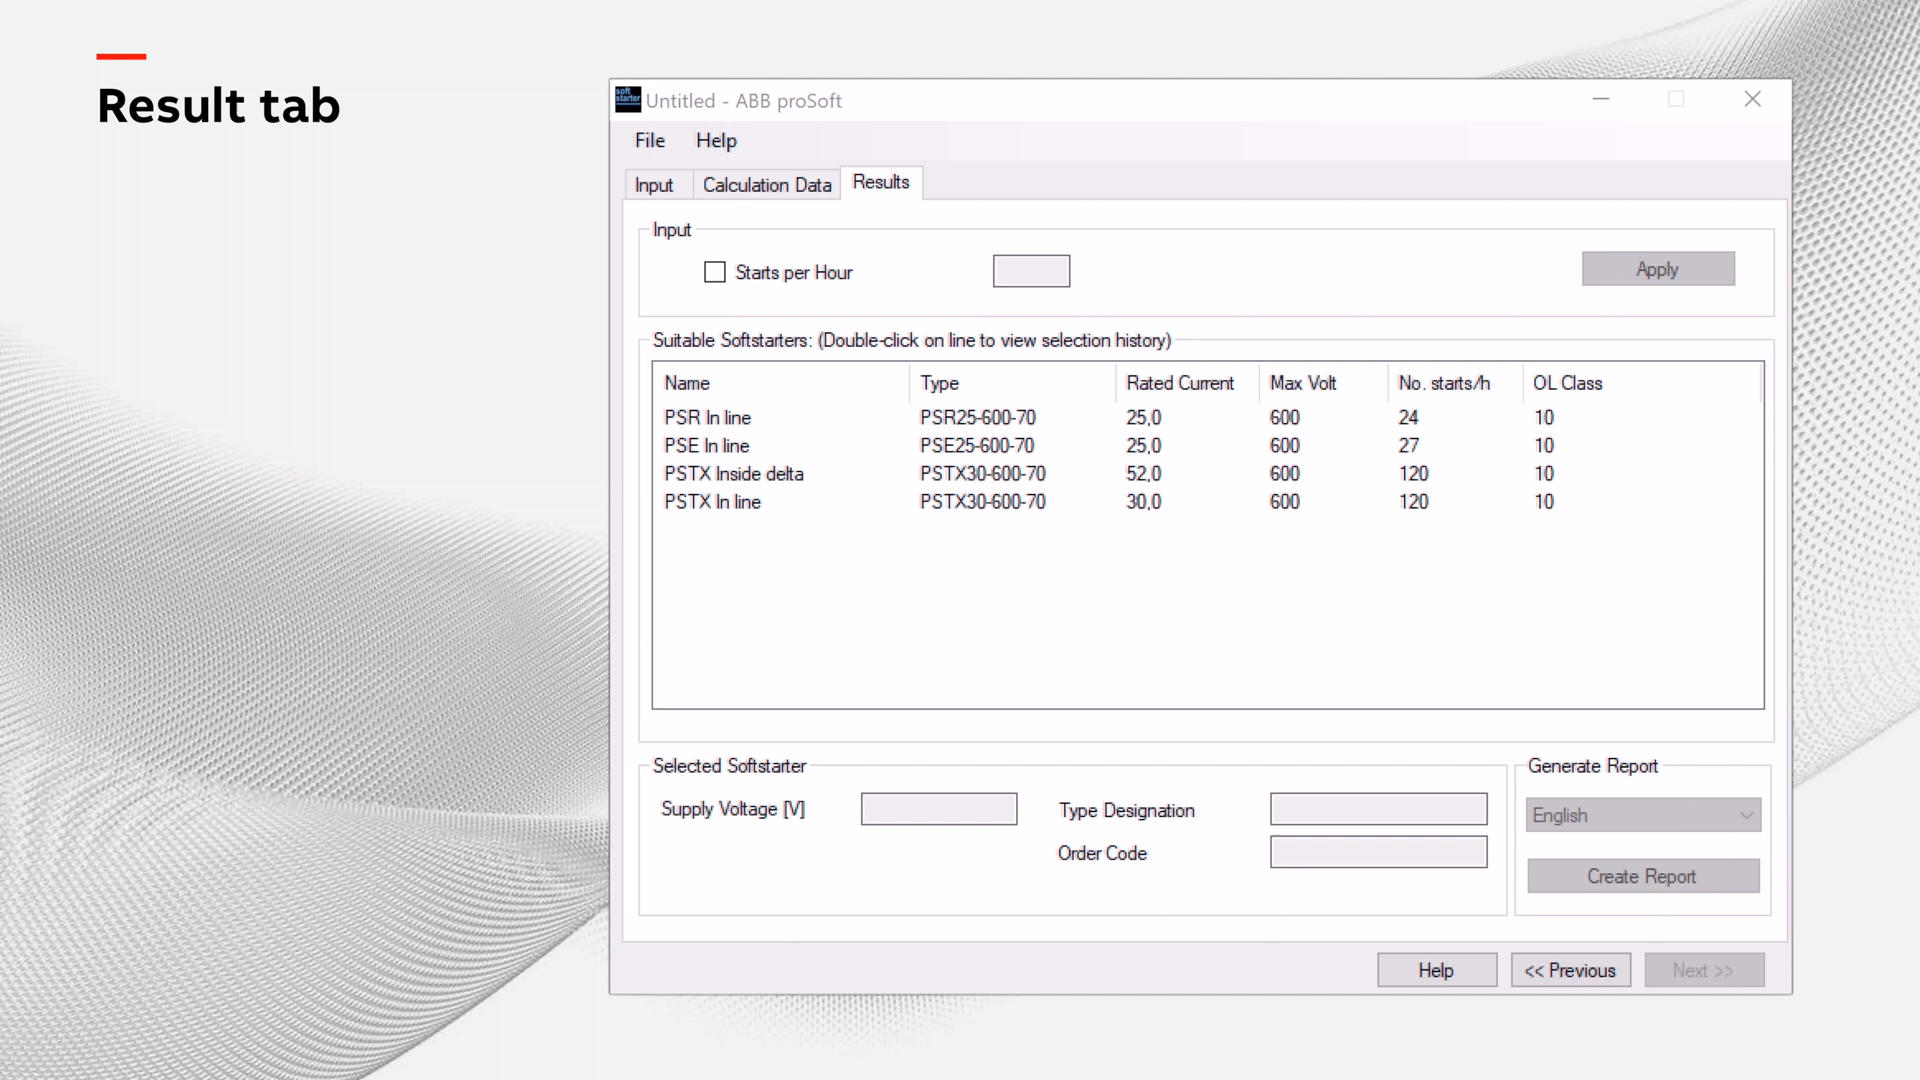 Result tab
soft starter
Untitled - ABB proSoft
File Help
Input Calculation Data Results
Input
Starts per Hour Apply
Suitable Softstarters: (Double-click on line to view selection history)
Name Type Rated Current Max Volt No. starts/h OL Class
PSR In line PSR25-600-70 25,0 600 24 10
PSE In line PSE25-600-70 25,0 600 27 10
PSTX Inside delta PSTX30-600-70 52,0 600 120 10
PSTX In line PSTX30-600-70 30,0 600 120 10
Selected Softstarter Generate Report
Supply Voltage [V] Type Designation English
Order Code
Create Report
Help << Previous Next >>